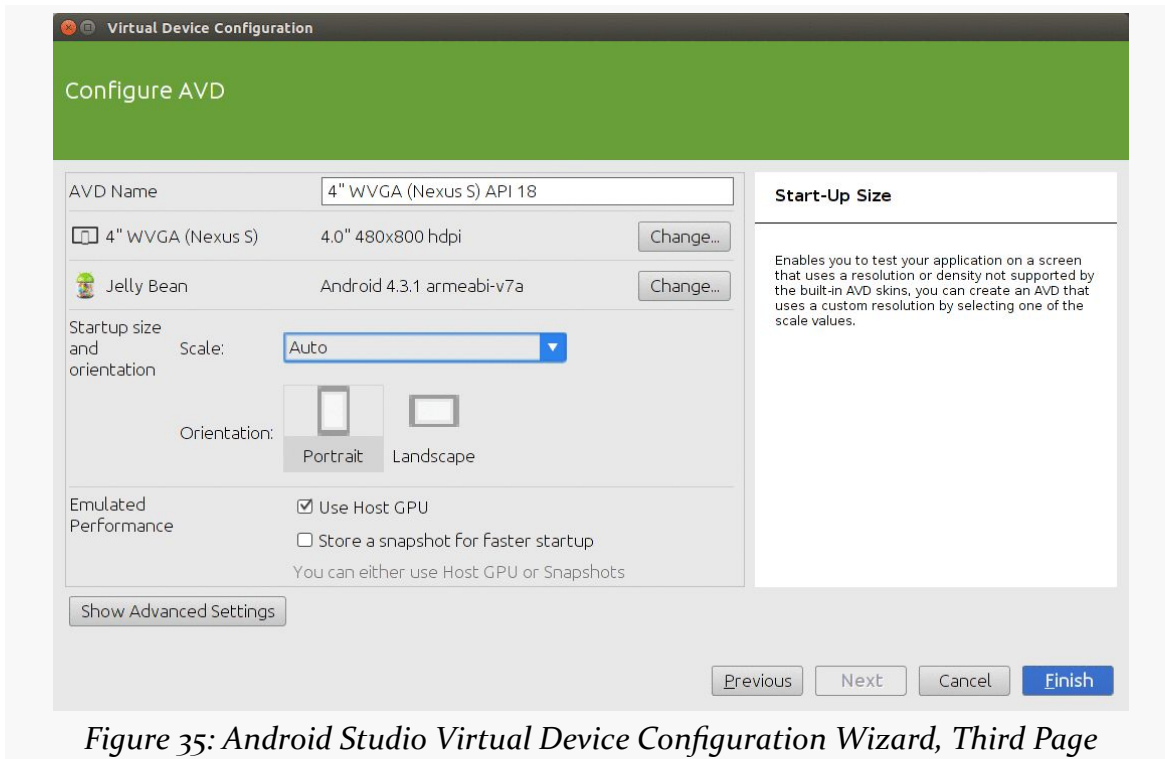 Virtual Device Configuration
Configure AVD
AVD Name
4" WVGA (Nexus S) API 18
4" WVGA (Nexus S)
4.0" 480x800 hdpi
Change...
Jelly Bean
Android 4.3.1 armeabi-v7a
Change...
Startup size
and
orientation
Scale:
Auto
Orientation:
Portrait
Landscape
Emulated
Performance
Use Host GPU
Store a snapshot for faster startup
You can either use Host GPU or Snapshots
Show Advanced Settings
Start-Up Size
Enables you to test your application on a screen
that uses a resolution or density not supported by
the built-in AVD skins, you can create an AVD that
uses a custom resolution by selecting one of the
scale values.
Previous
Next
Cancel
Finish
Figure 35: Android Studio Virtual Device Configuration Wizard, Third Page